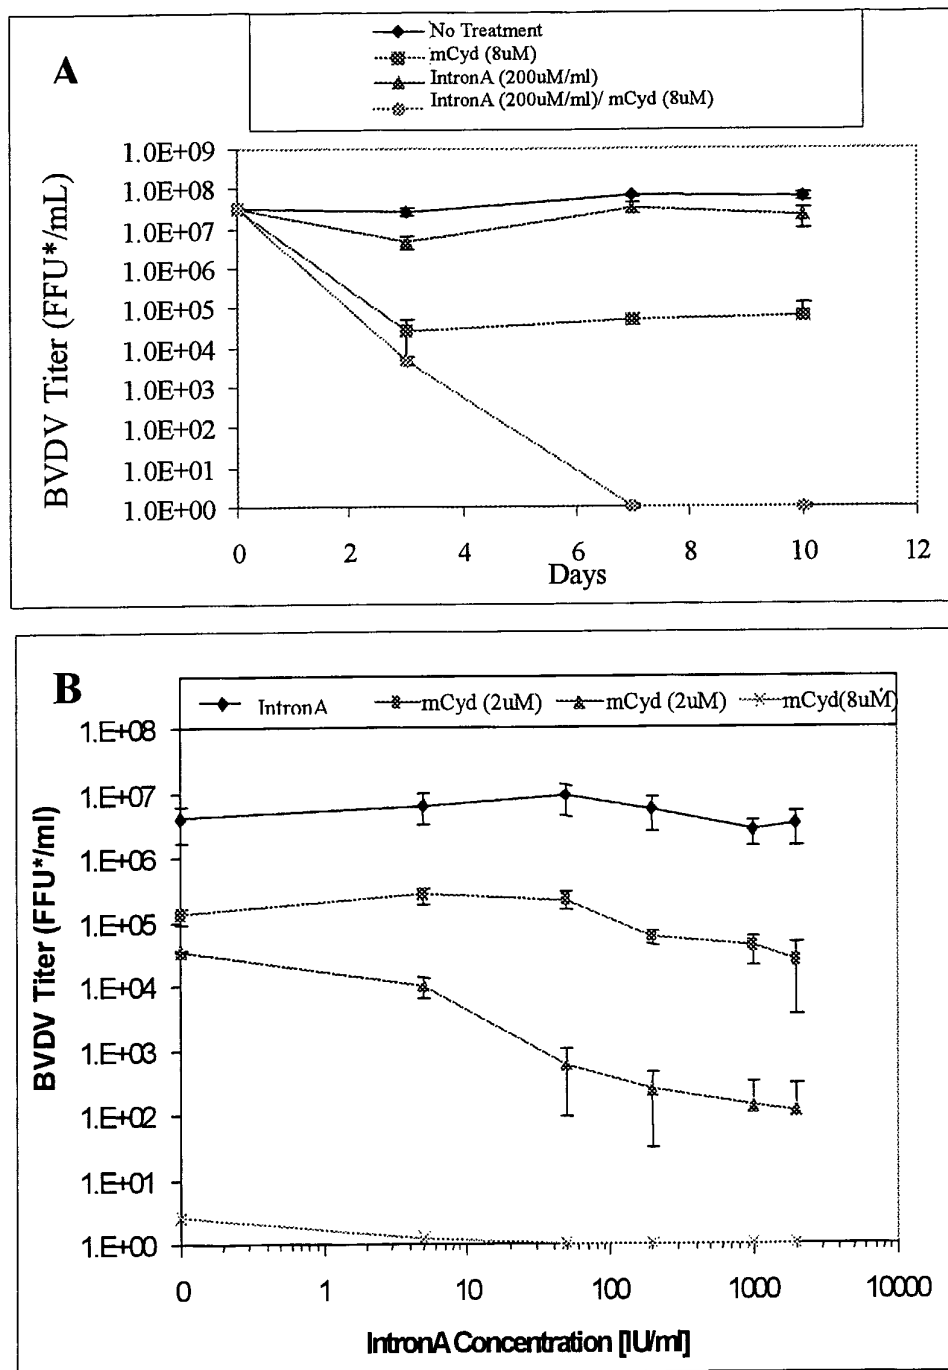 A
No Treatment
mCyd (8uM)
IntronA (200uM/ml)
IntronA (200uM/ml)/ mCyd (8uM)
BVDV Titer (FFU*/mL)
1.0E+09
1.0E+08
1.0E+07
1.0E+06
1.0E+05
1.0E+04
1.0E+03
1.0E+02
1.0E+01
1.0E+00
0 2 4 6 8 10 12
Days
B
IntronA mCyd (2uM) mCyd (2uM) mCyd(8uM)
BVDV Titer (FFU*/ml)
1.E+08
1.E+07
1.E+06
1.E+05
1.E+04
1.E+03
1.E+02
1.E+01
1.E+00
0 1 10 100 1000 10000
IntronA Concentration [IU/ml]